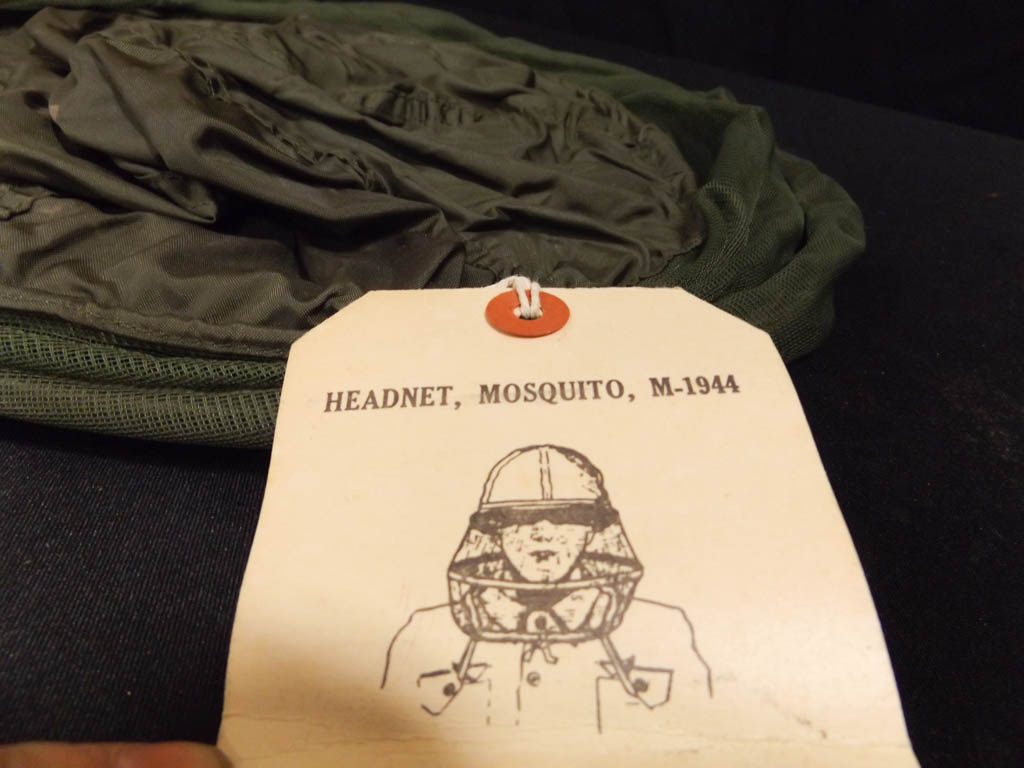 HEADNET, MOSQUITO, M-1944